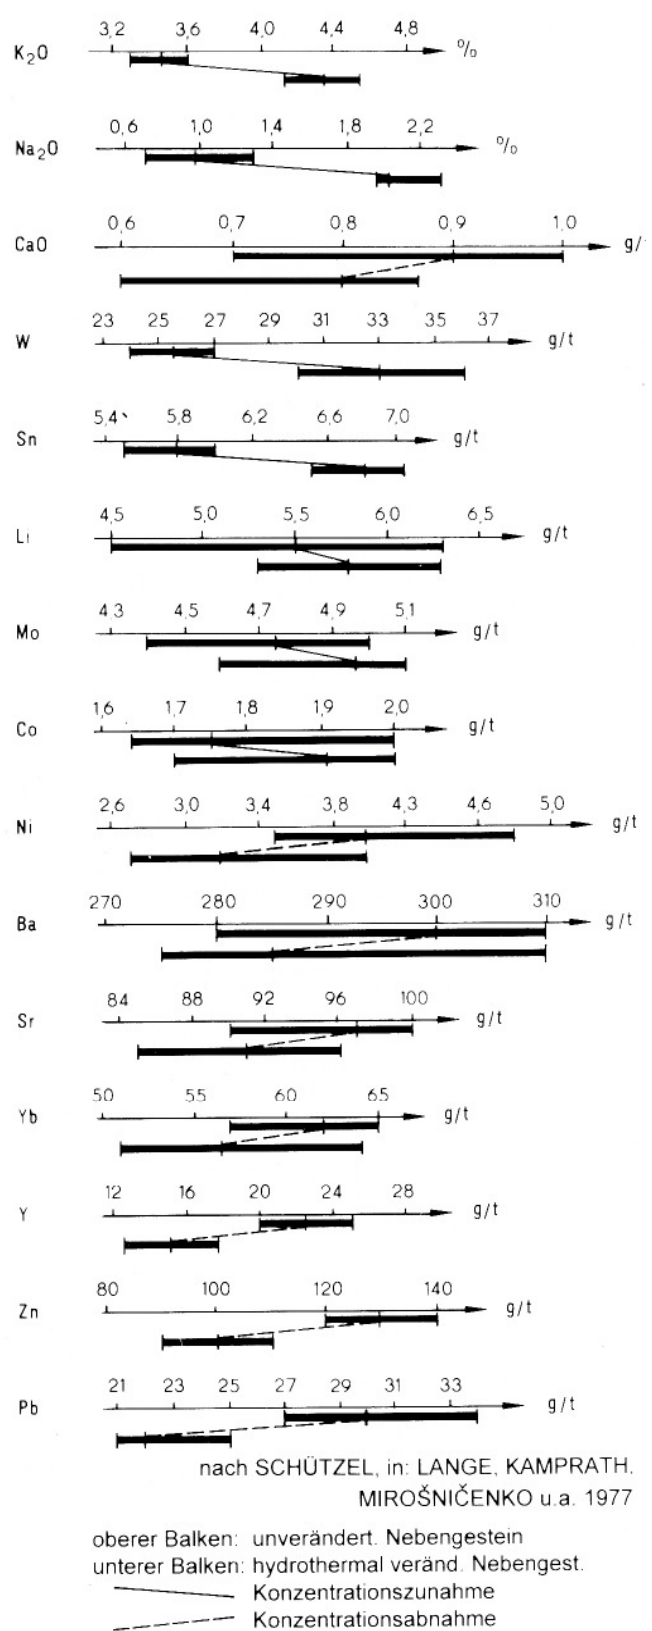 3,2 3,6 4,0 4,4 4,8
K₂O %
0,6 1,0 1,4 1,8 2,2
Na₂O %
0,6 0,7 0,8 0,9 1,0
CaO g/
23 25 27 29 31 33 35 37
W g/t
5,4 5,8 6,2 6,6 7,0
Sn g/t
4,5 5,0 5,5 6,0 6,5
Li g/t
4,3 4,5 4,7 4,9 5,1
Mo g/t
1,6 1,7 1,8 1,9 2,0
Co g/t
2,6 3,0 3,4 3,8 4,3 4,6 5,0
Ni g/t
270 280 290 300 310
Ba g/t
84 88 92 96 100
Sr g/t
50 55 60 65
Yb g/t
12 16 20 24 28
Y g/t
80 100 120 140
Zn g/t
21 23 25 27 29 31 33
Pb g/t
nach SCHÜTZEL, in: LANGE, KAMPRATH,
MIROŠNIČENKO u.a. 1977
oberer Balken: unverändert. Nebengestein
unterer Balken: hydrothermal veränd. Nebengest.
Konzentrationszunahme
Konzentrationsabnahme